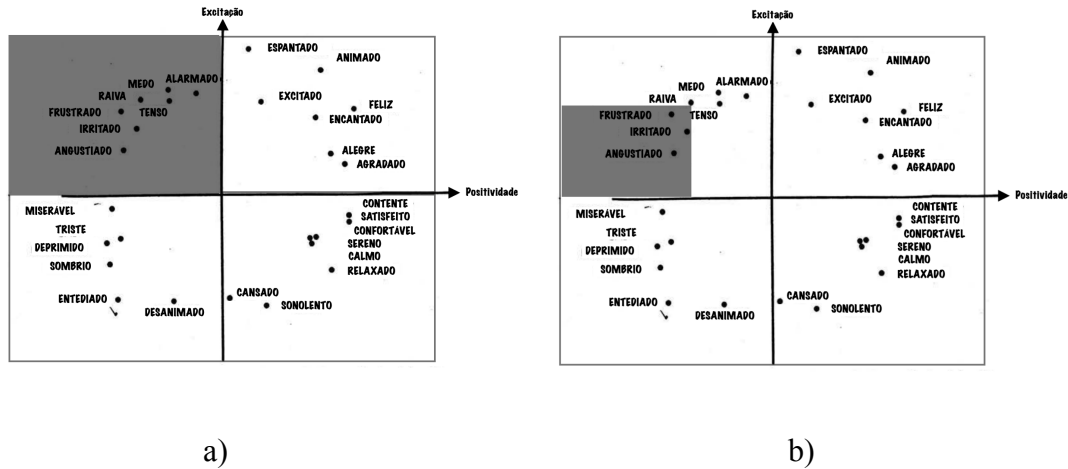 Excitação
ESPANTADO
ANIMADO
MEDO ALARMADO
RAIVA EXCITADO
FELIZ
FRUSTRADO TENSO
ENCANTADO
IRRITADO
ANGUSTIADO ALEGRE
AGRADADO
Positividade
CONTENTE
MISERÁVEL SATISFEITO
TRISTE CONFORTÁVEL
DEPRIMIDO SERENO
CALMO
SOMBRIO RELAXADO
CANSADO
ENTEDIADO SONOLENTO
DESANIMADO
a)
Excitação
ESPANTADO
ANIMADO
MEDO ALARMADO
RAIVA EXCITADO
FELIZ
FRUSTRADO TENSO
ENCANTADO
IRRITADO
ANGUSTIADO ALEGRE
AGRADADO
Positividade
CONTENTE
MISERÁVEL SATISFEITO
TRISTE CONFORTÁVEL
DEPRIMIDO SERENO
CALMO
SOMBRIO RELAXADO
CANSADO
ENTEDIADO SONOLENTO
DESANIMADO
b)